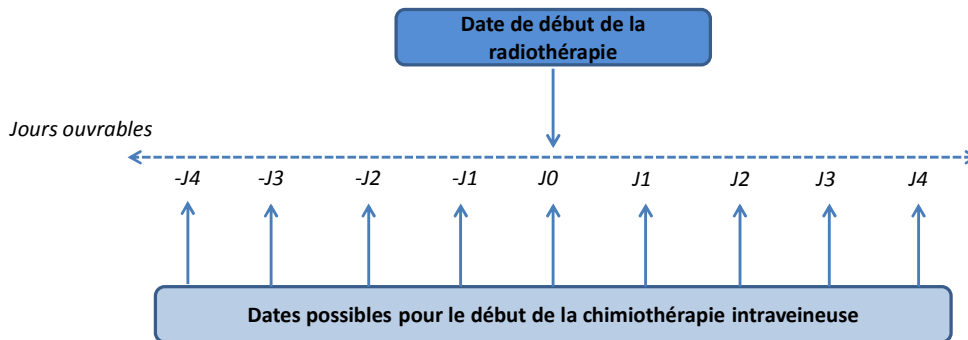 Date de début de la
radiothérapie
Jours ouvrables
-J4 -J3 -J2 -J1 J0 J1 J2 J3 J4
Dates possibles pour le début de la chimiothérapie intraveineuse